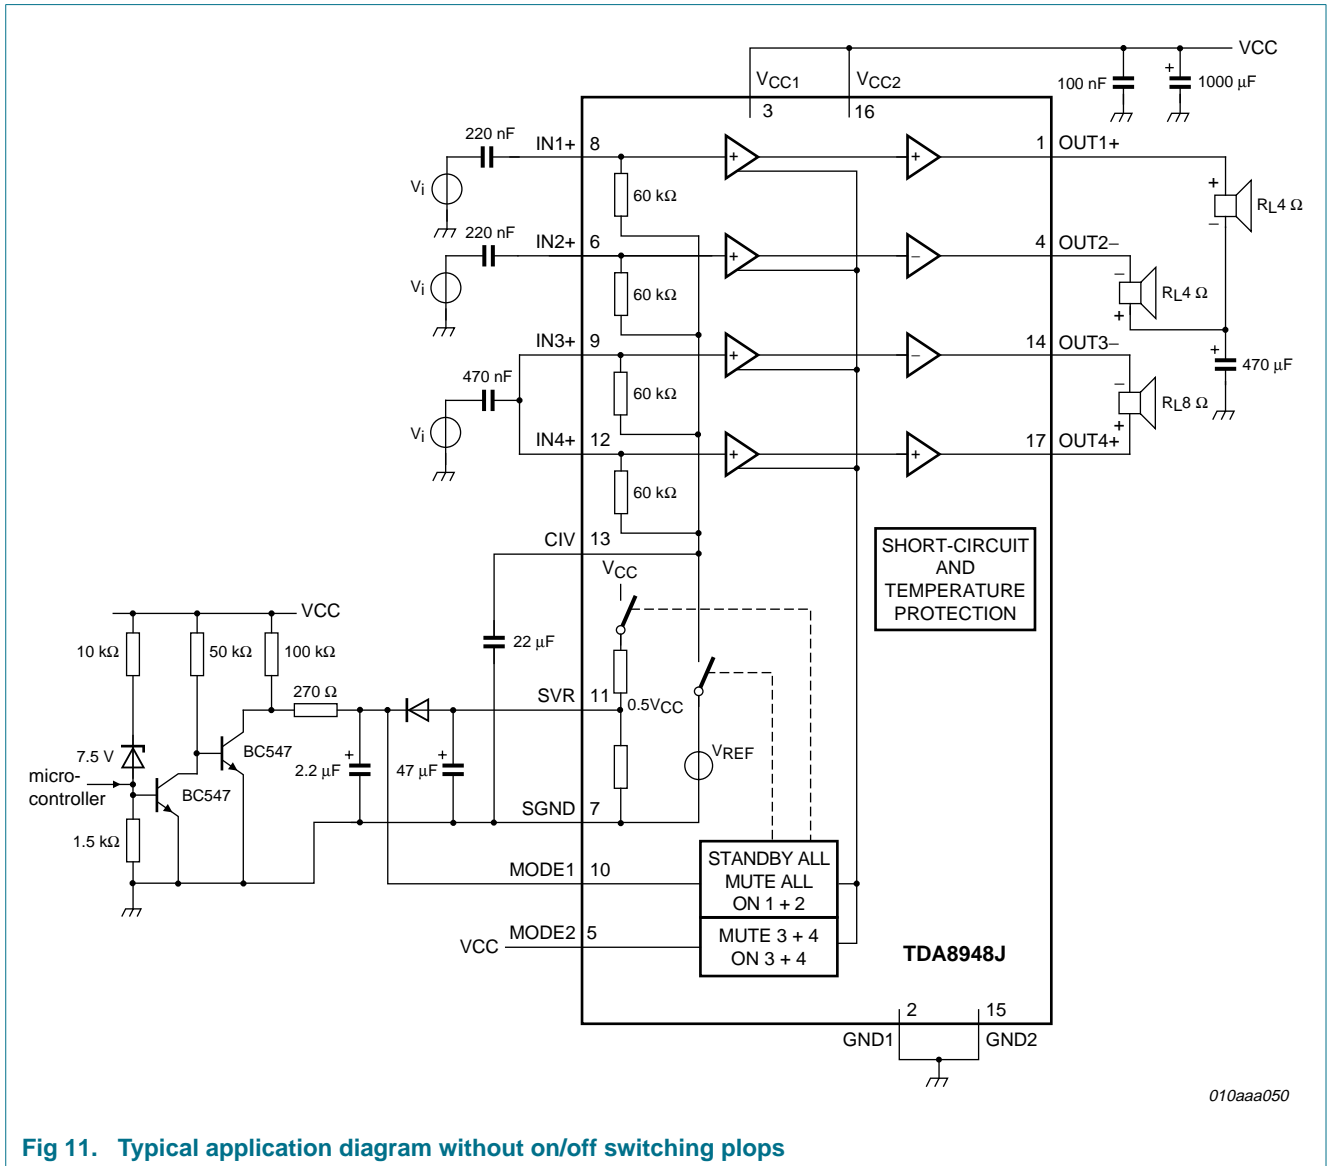 VCC
VCC1
VCC2
100 nF
+
1000 μF
3
16
220 nF
IN1+
8
+
+
1
OUT1+
Vi
60 kΩ
+
RL4 Ω
−
220 nF
IN2+
6
+
−
4
OUT2−
Vi
60 kΩ
−
RL4 Ω
+
IN3+
9
+
−
14
OUT3−
+
470 μF
470 nF
60 kΩ
−
RL8 Ω
+
Vi
IN4+
12
+
+
17
OUT4+
60 kΩ
CIV
13
SHORT-CIRCUIT
AND
TEMPERATURE
PROTECTION
VCC
VCC
10 kΩ
50 kΩ
100 kΩ
22 μF
270 Ω
SVR
11
0.5VCC
7.5 V
BC547
+
2.2 μF
+
47 μF
VREF
micro-
controller
BC547
SGND
7
1.5 kΩ
MODE1
10
STANDBY ALL
MUTE ALL
ON 1 + 2
VCC
MODE2
5
MUTE 3 + 4
ON 3 + 4
TDA8948J
2
15
GND1
GND2
010aaa050
Fig 11. Typical application diagram without on/off switching plops